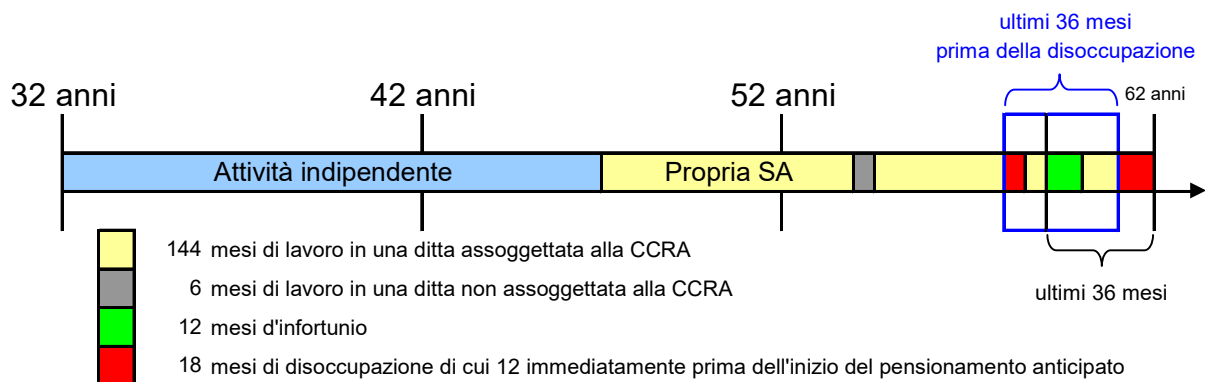 ultimi 36 mesi
prima della disoccupazione
32 anni
42 anni
52 anni
62 anni
Attività indipendente
Propria SA
144 mesi di lavoro in una ditta assoggettata alla CCRA
6 mesi di lavoro in una ditta non assoggettata alla CCRA
ultimi 36 mesi
12 mesi d'infortunio
18 mesi di disoccupazione di cui 12 immediatamente prima dell'inizio del pensionamento anticipato